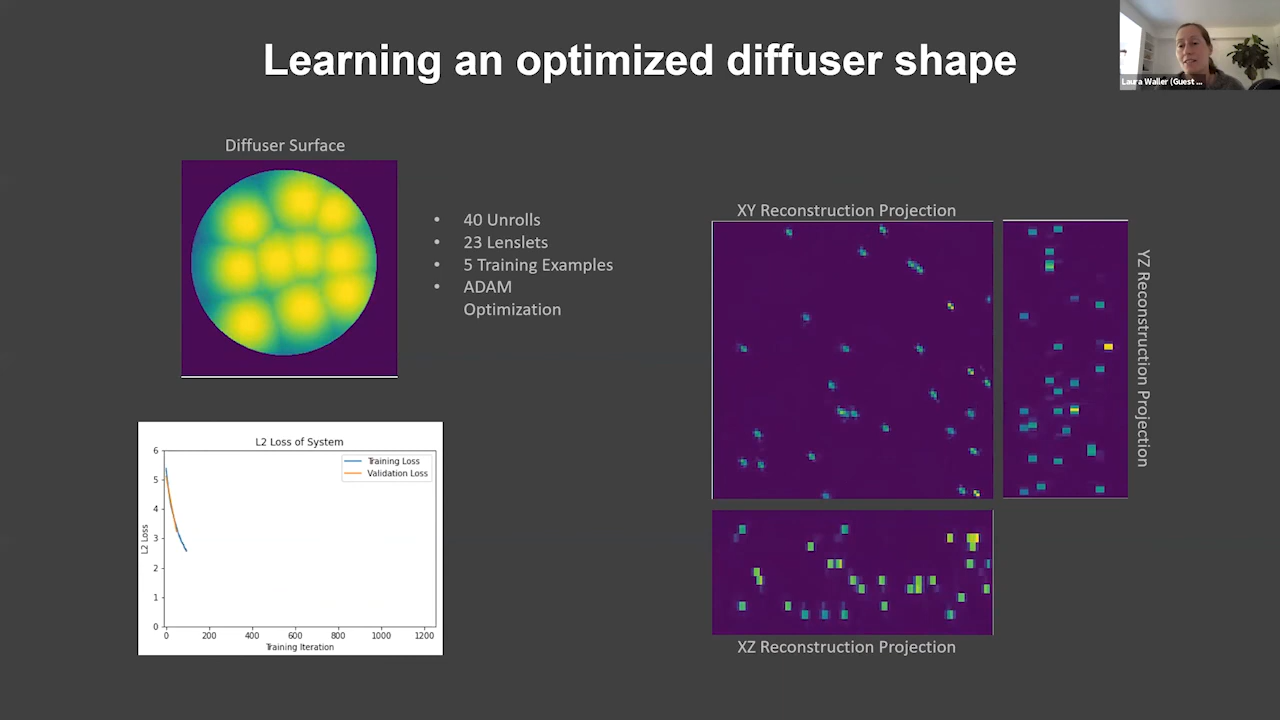 Learning an optimized diffuser shape
Laura Waller (Guest ...
Diffuser Surface
• 40 Unrolls
• 23 Lenslets
• 5 Training Examples
• ADAM
Optimization
XY Reconstruction Projection
YZ Reconstruction Projection
XZ Reconstruction Projection
L2 Loss of System
Training Loss
Validation Loss
L2 Loss
6
5
4
3
2
1
0
0 200 400 600 800 1000 1200
Training Iteration